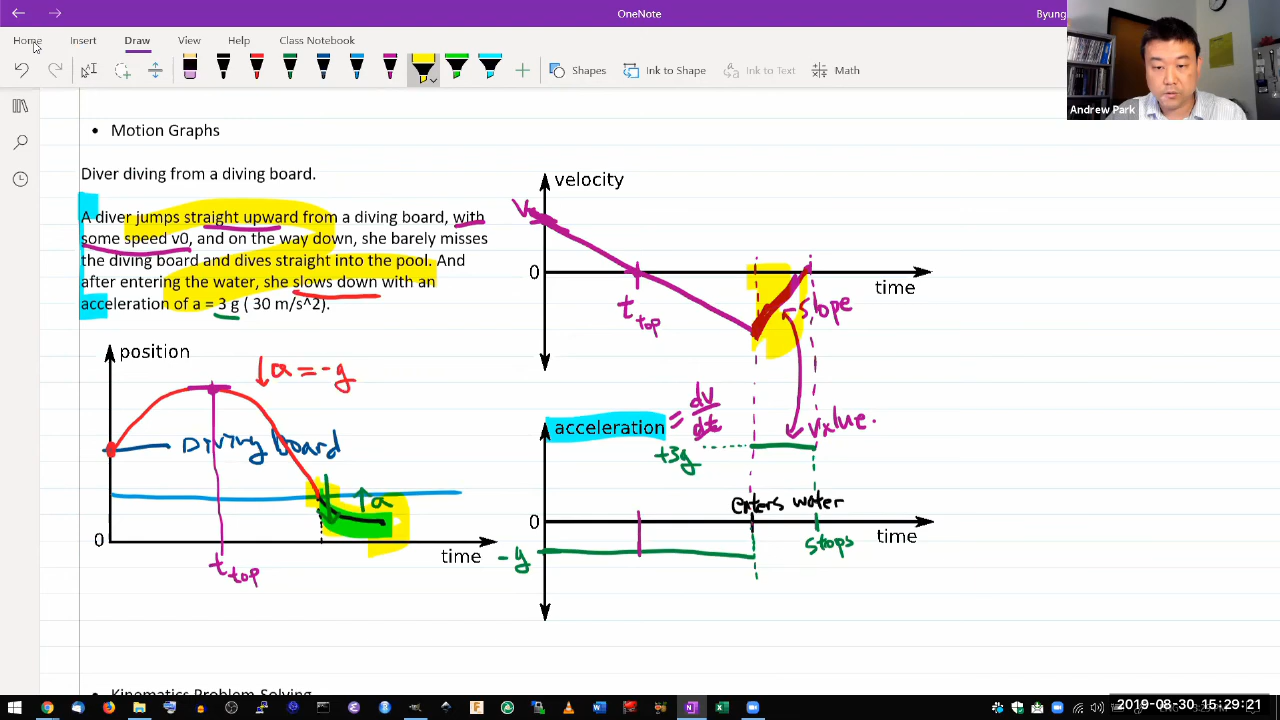 OneNote
Byung
Home Insert Draw View Help Class Notebook
Shapes Ink to Shape Ink to Text Math
Andrew Park
• Motion Graphs
Diver diving from a diving board.
A diver jumps straight upward from a diving board, with
some speed v0, and on the way down, she barely misses
the diving board and dives straight into the pool. And
after entering the water, she slows down with an
acceleration of a = 3 g ( 30 m/s^2).
position
↓a = -g
Diving board
↑a
0
time
t top
velocity
V0
0
time
t top
slope
acceleration = dv/dt
value.
+3g
enters water
0
time
-g
stops
• Kinematics Problem Solving
2019-08-30 15:29:21